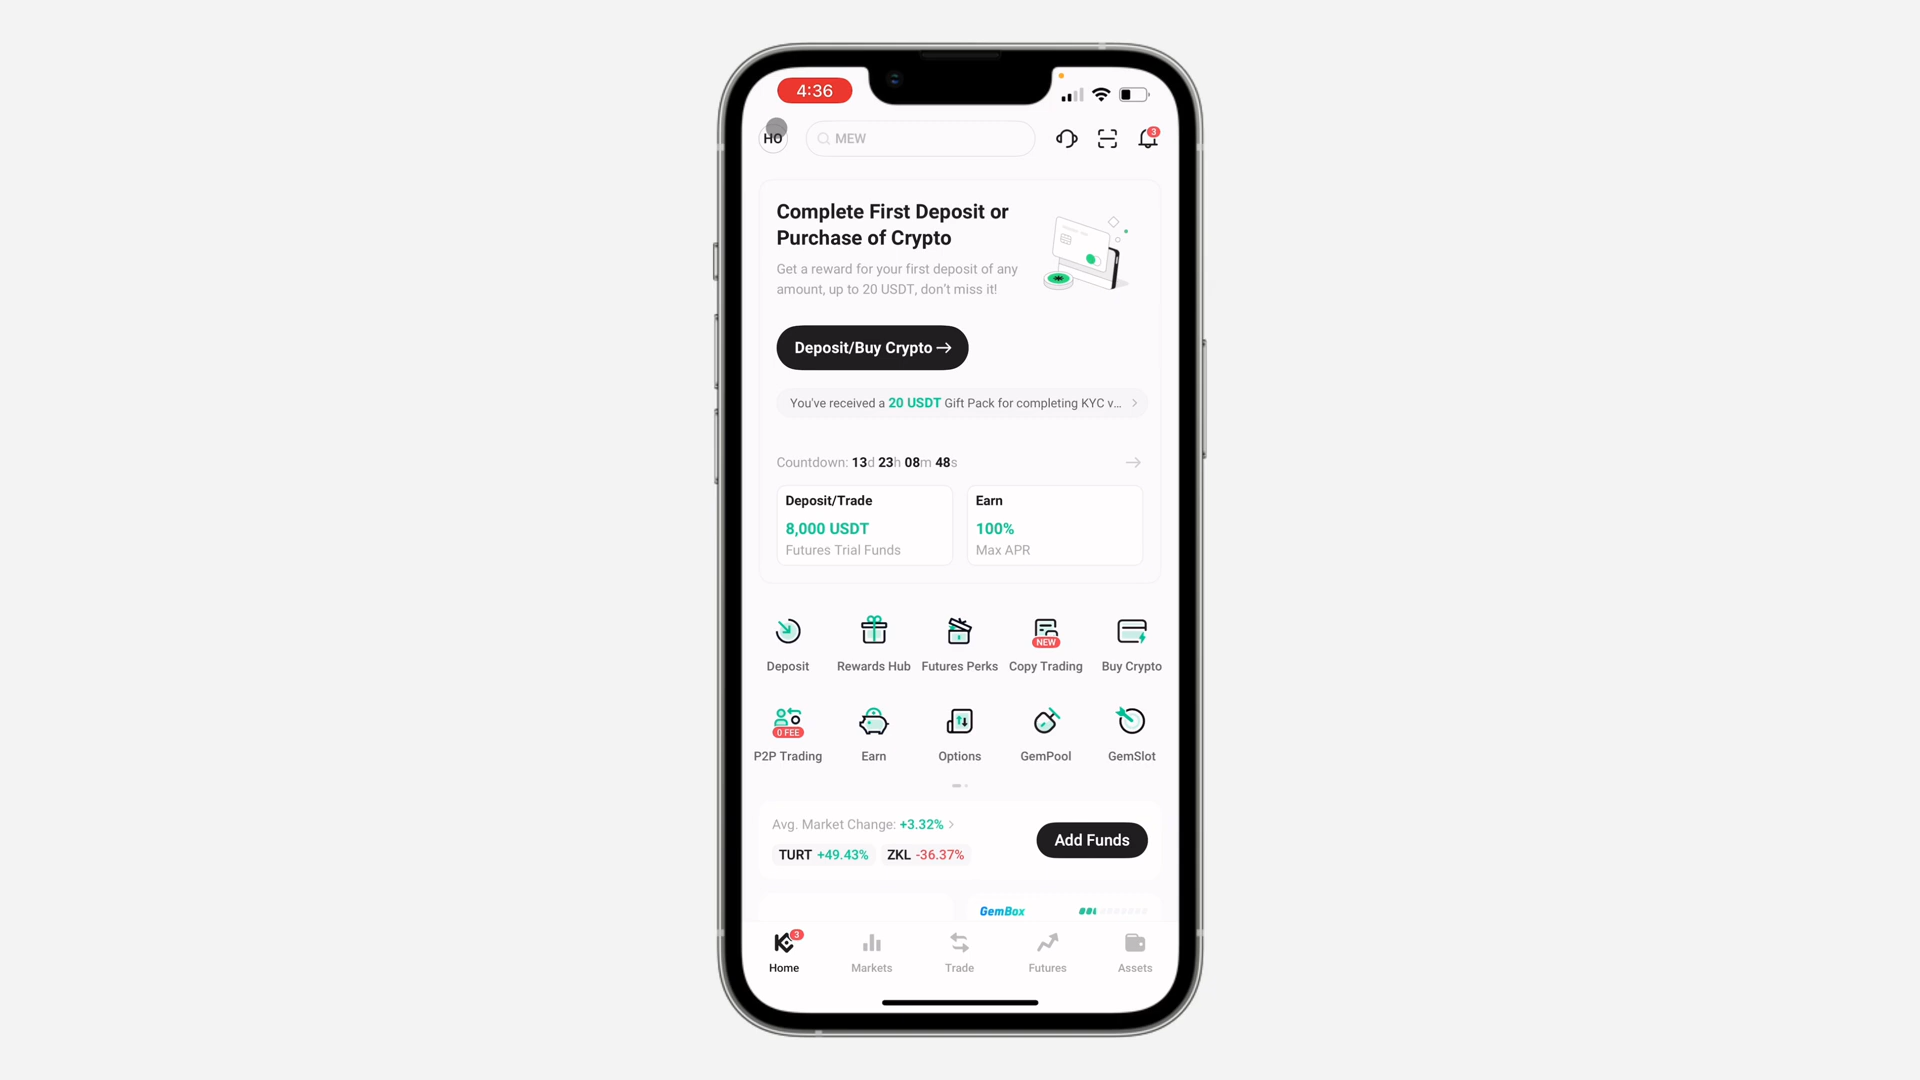 4:36
HO
MEW
3
Complete First Deposit or
Purchase of Crypto
Get a reward for your first deposit of any
amount, up to 20 USDT, don't miss it!
Deposit/Buy Crypto
You've received a 20 USDT Gift Pack for completing KYC v...
Countdown: 13d 23h 08m 48s
Deposit/Trade
8,000 USDT
Futures Trial Funds
Earn
100%
Max APR
NEW
Deposit
Rewards Hub
Futures Perks
Copy Trading
Buy Crypto
0 FEE
P2P Trading
Earn
Options
GemPool
GemSlot
Avg. Market Change: +3.32%
TURT +49.43% ZKL -36.37%
Add Funds
GemBox
3
Home
Markets
Trade
Futures
Assets